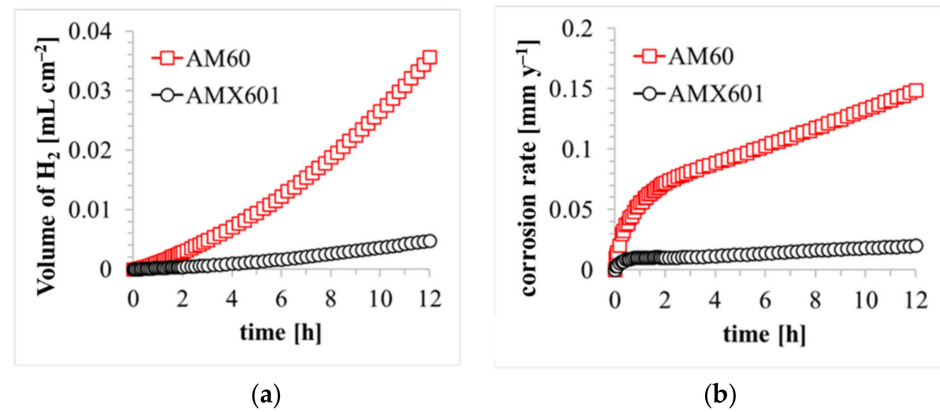 Volume of H₂ [mL cm⁻²]
0.04
0.03
0.02
0.01
0
AM60
AMX601
0 2 4 6 8 10 12
time [h]
(a)
corrosion rate [mm y⁻¹]
0.2
0.15
0.1
0.05
0
AM60
AMX601
0 2 4 6 8 10 12
time [h]
(b)